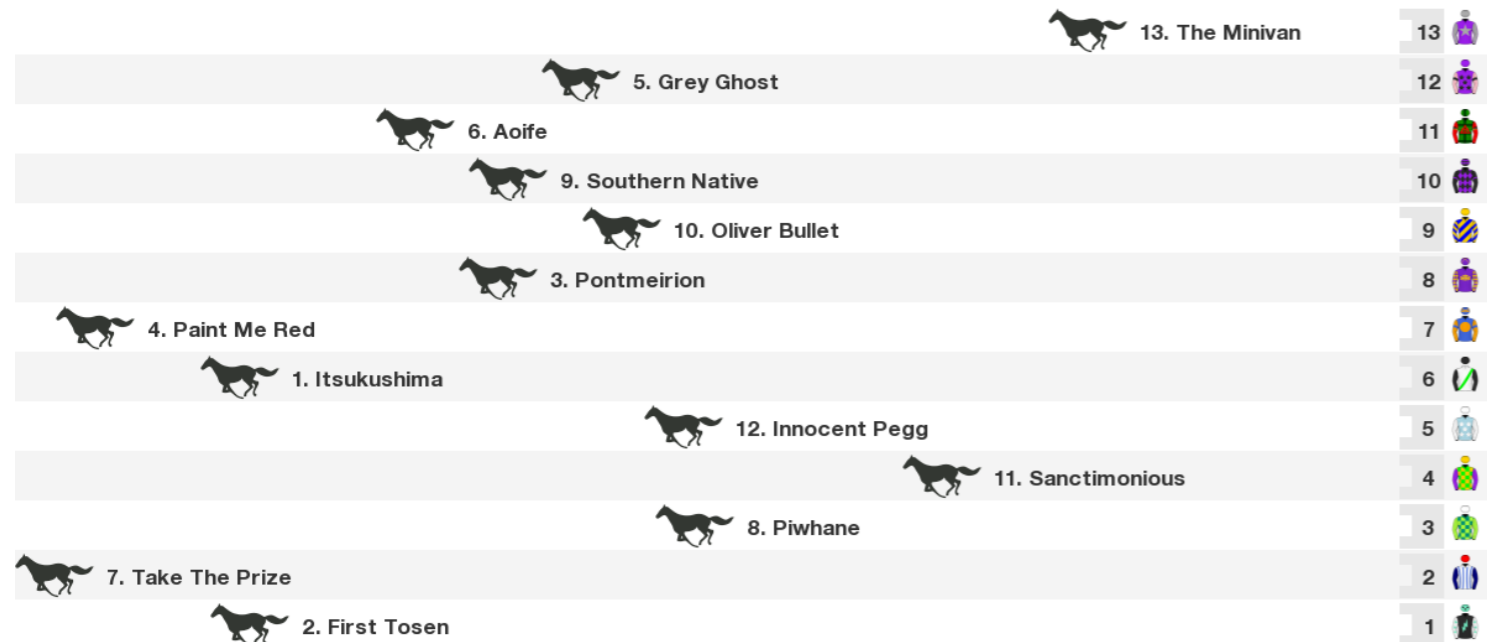 13. The Minivan 13
5. Grey Ghost 12
6. Aoife 11
9. Southern Native 10
10. Oliver Bullet 9
3. Pontmeirion 8
4. Paint Me Red 7
1. Itsukushima 6
12. Innocent Pegg 5
11. Sanctimonious 4
8. Piwhane 3
7. Take The Prize 2
2. First Tosen 1